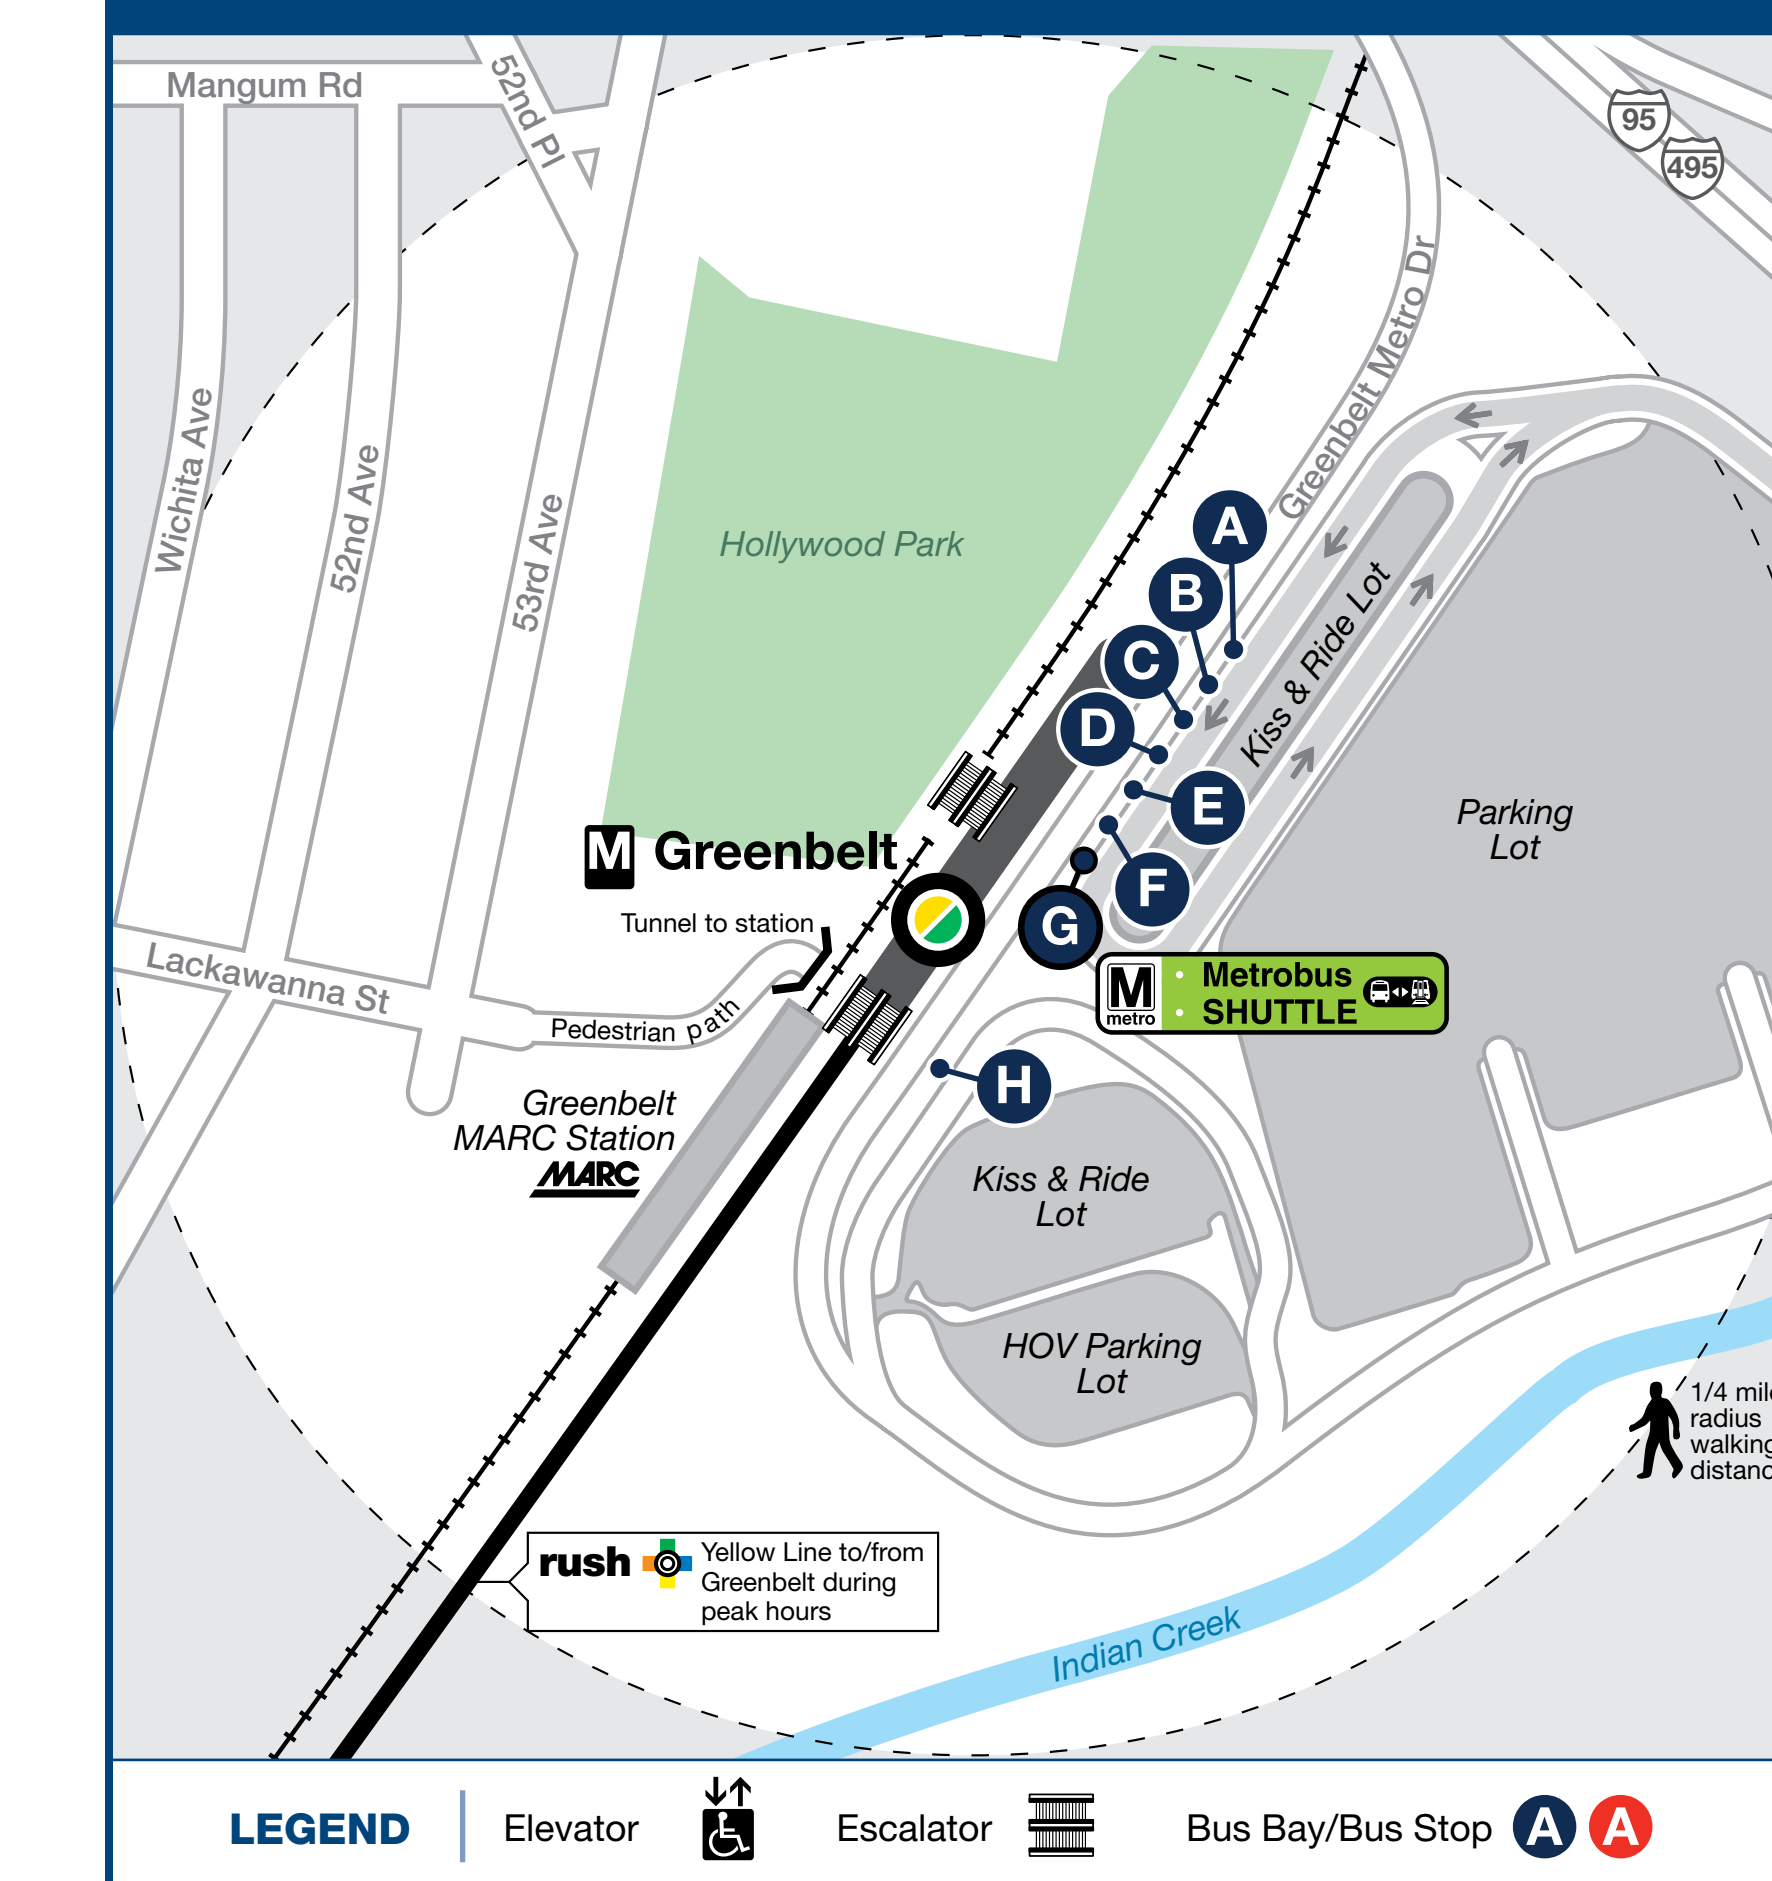 Mangum Rd
52nd Pl
95
495
Greenbelt Metro Dr
Wichita Ave
52nd Ave
53rd Ave
Hollywood Park
A
B
C
D
E
F
G
H
Kiss & Ride Lot
Parking
Lot
M Greenbelt
Tunnel to station
Lackawanna St
Pedestrian path
M
metro
· Metrobus
· SHUTTLE
Greenbelt
MARC Station
MARC
Kiss & Ride
Lot
HOV Parking
Lot
1/4 mil
radius
walking
distanc
rush
Yellow Line to/from
Greenbelt during
peak hours
Indian Creek
LEGEND
Elevator
Escalator
Bus Bay/Bus Stop A A